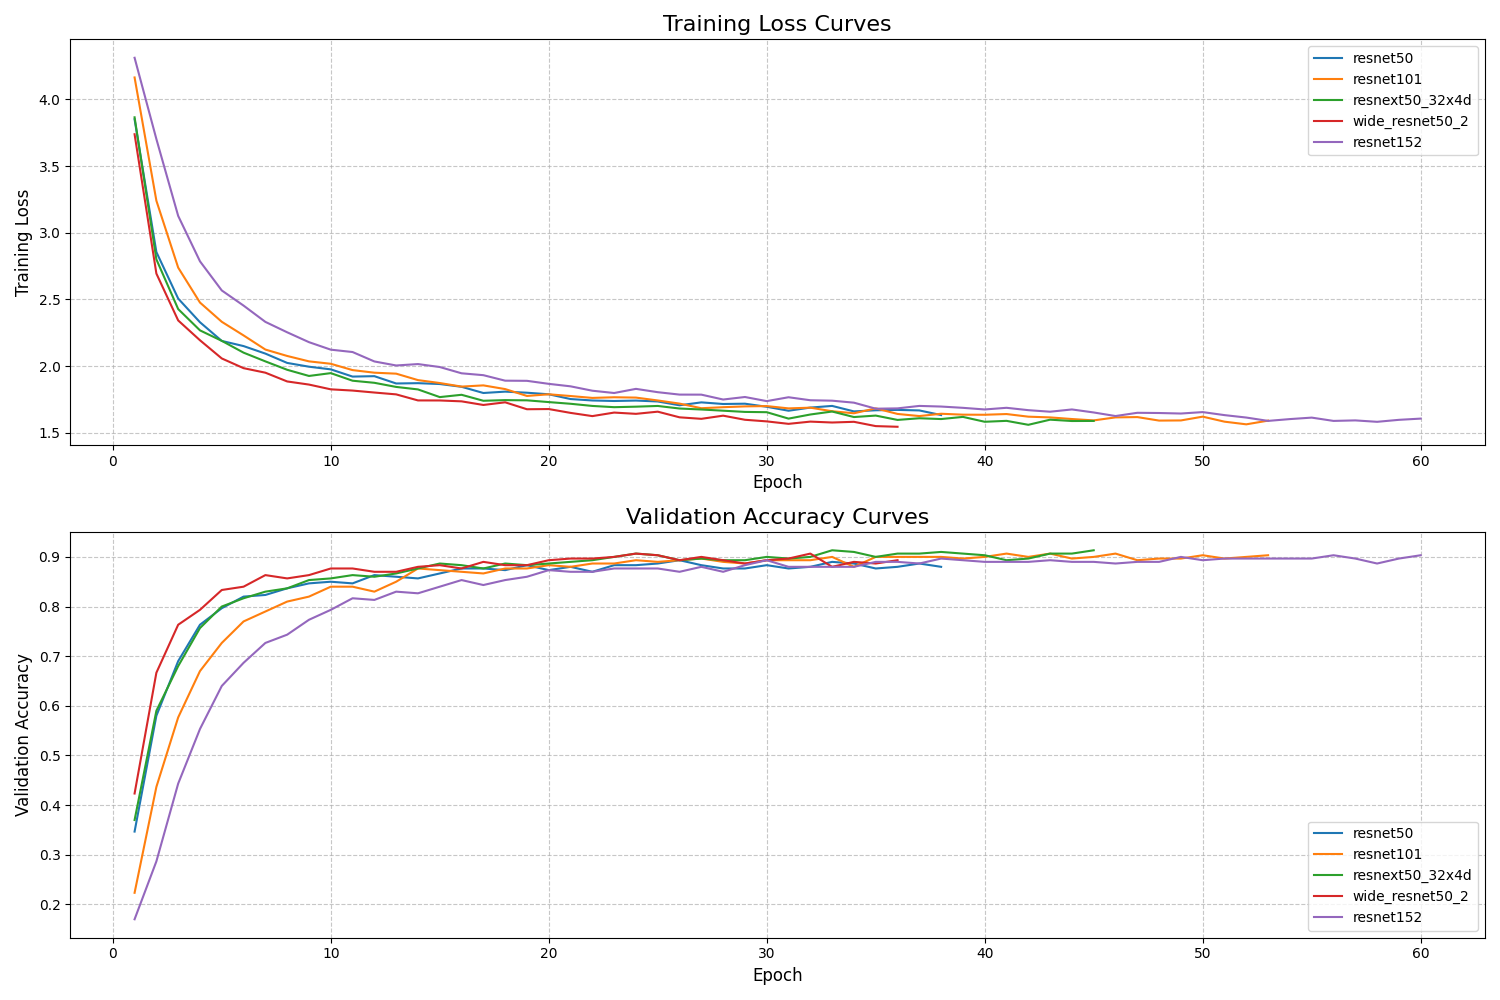 Training Loss Curves
Training Loss
4.0
3.5
3.0
2.5
2.0
1.5
0 10 20 30 40 50 60
Epoch
resnet50
resnet101
resnext50_32x4d
wide_resnet50_2
resnet152
Validation Accuracy Curves
Validation Accuracy
0.9
0.8
0.7
0.6
0.5
0.4
0.3
0.2
0 10 20 30 40 50 60
Epoch
resnet50
resnet101
resnext50_32x4d
wide_resnet50_2
resnet152